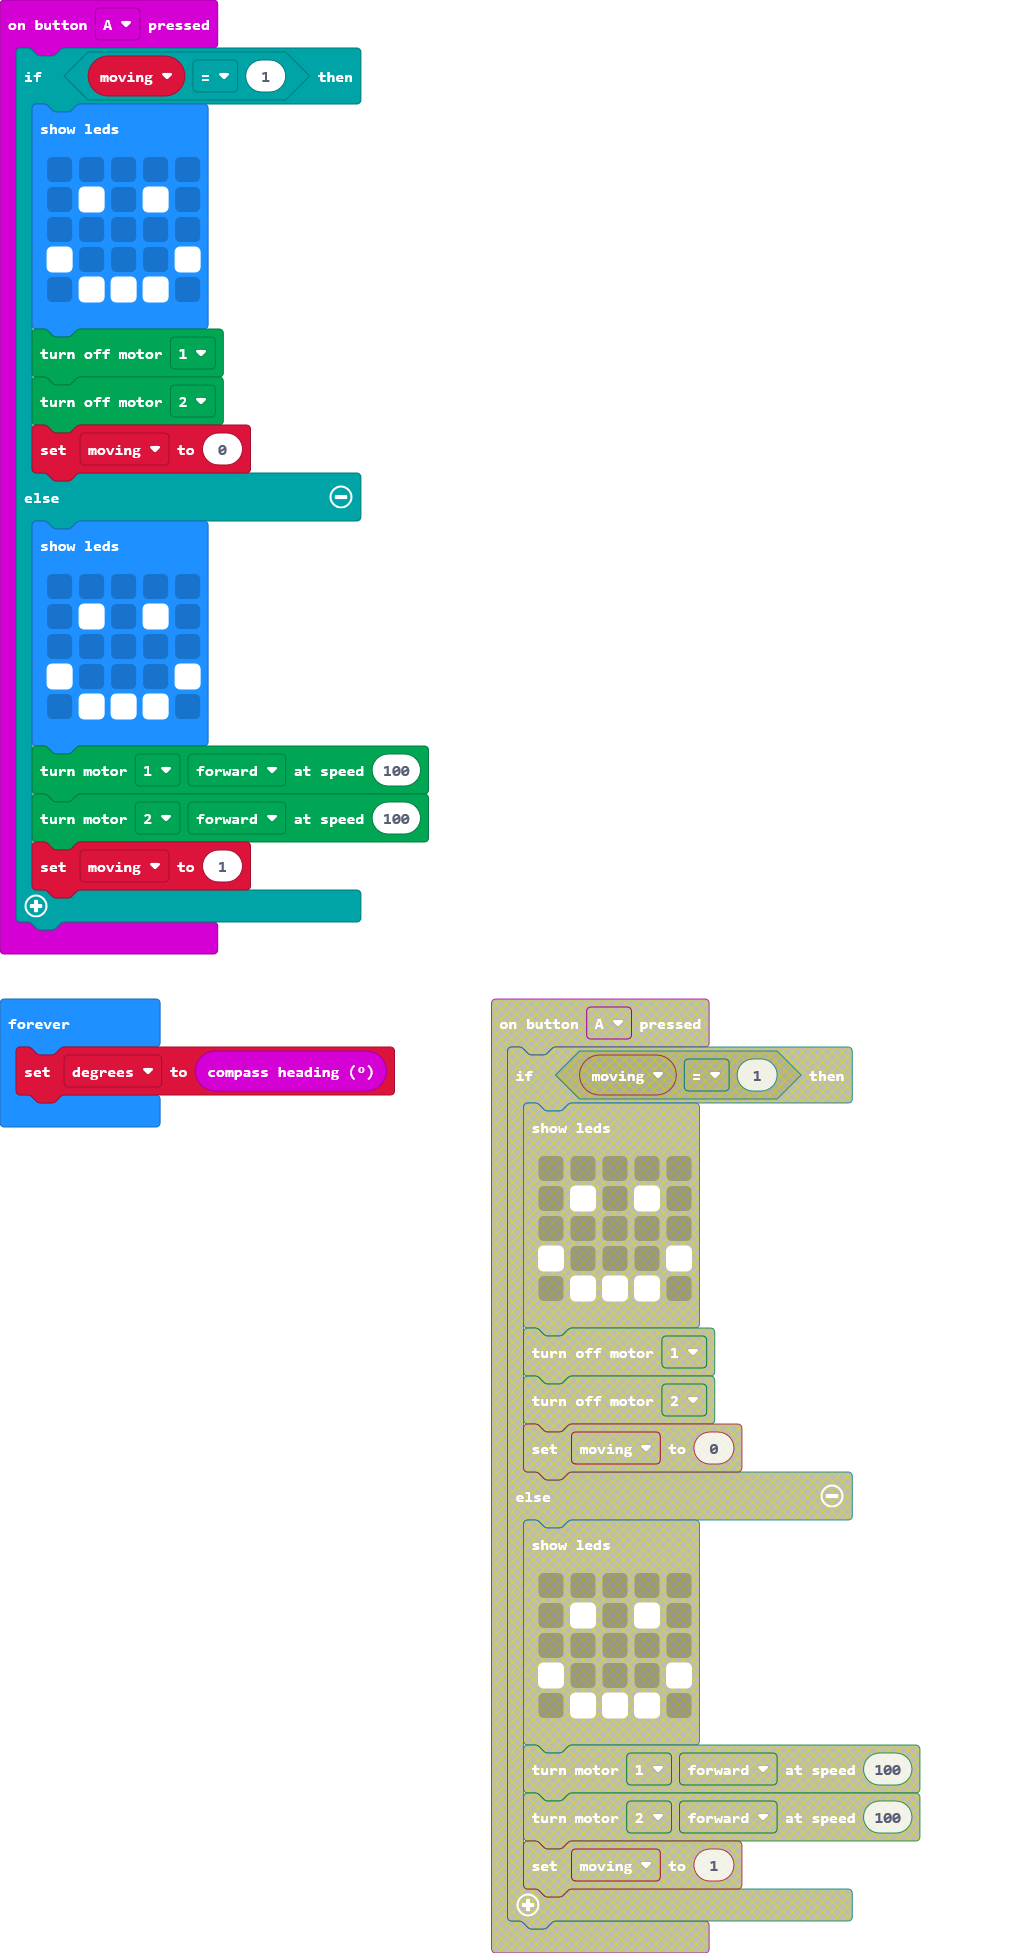 on button A pressed
if moving = 1 then
show leds
turn off motor 1
turn off motor 2
set moving to 0
else
show leds
turn motor 1 forward at speed 100
turn motor 2 forward at speed 100
set moving to 1
forever
set degrees to compass heading (º)
on button A pressed
if moving = 1 then
show leds
turn off motor 1
turn off motor 2
set moving to 0
else
show leds
turn motor 1 forward at speed 100
turn motor 2 forward at speed 100
set moving to 1